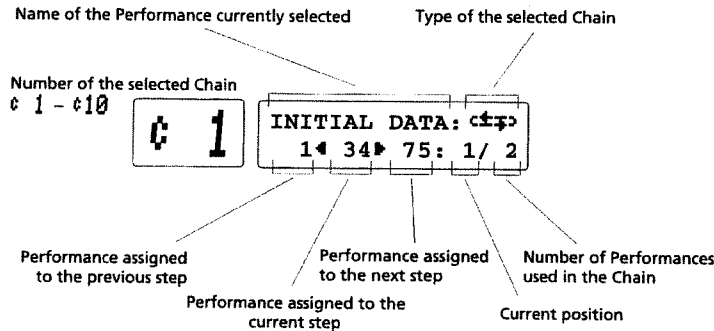 Name of the Performance currently selected
Type of the selected Chain
Number of the selected Chain
¢ 1 - ¢10
¢ 1
INITIAL DATA:
1◀ 34▶ 75: 1/ 2
Performance assigned
to the previous step
Performance assigned
to the next step
Number of Performances
used in the Chain
Performance assigned to the
current step
Current position